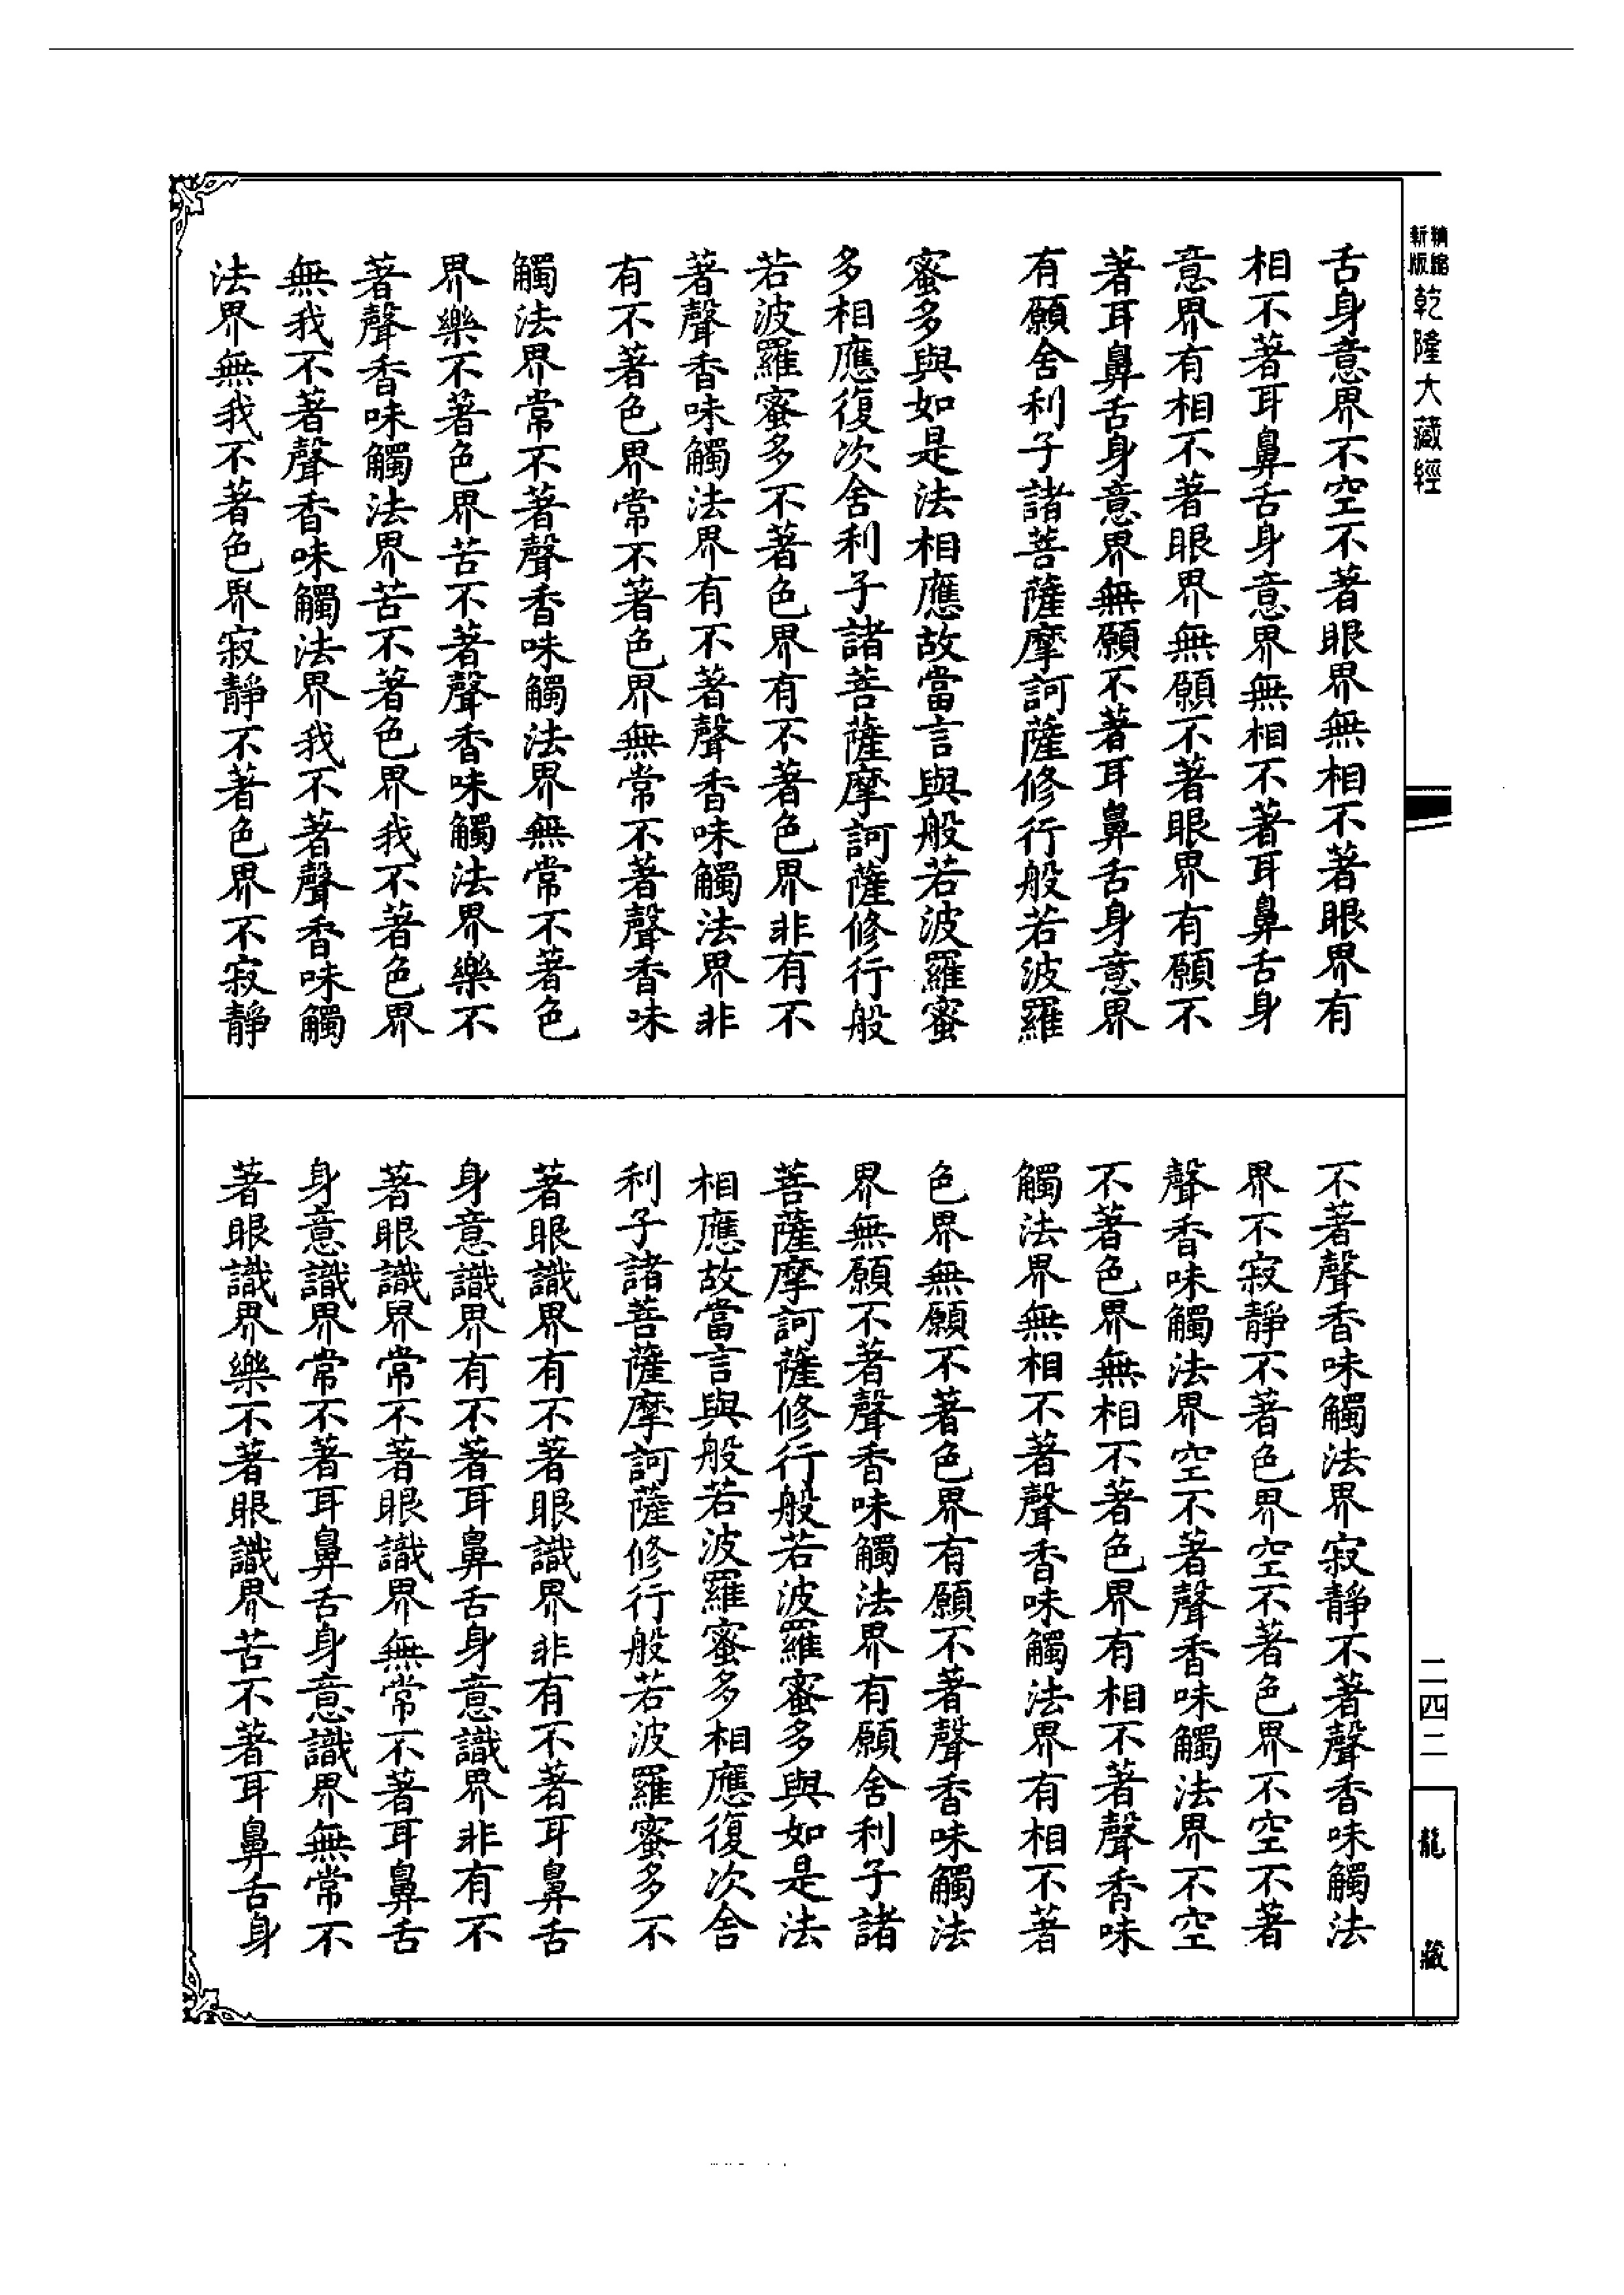 精縮新版乾隆大藏經
舌身意界不空不著眼界無相不著眼界有
相不著耳鼻舌身意界無相不著耳鼻舌身
意界有相不著眼界無願不著眼界有願不
著耳鼻舌身意界無願不著耳鼻舌身意界
有願舍利子諸菩薩摩訶薩修行般若波羅
蜜多與如是法相應故當言與般若波羅蜜
多相應復次舍利子諸菩薩摩訶薩修行般
若波羅蜜多不著色界有不著色界非有不
著聲香味觸法界有不著聲香味觸法界非
有不著色界常不著色界無常不著聲香味
觸法界常不著聲香味觸法界無常不著色
界樂不著色界苦不著聲香味觸法界樂不
著聲香味觸法界苦不著色界我不著色界
無我不著聲香味觸法界我不著聲香味觸
法界無我不著色界寂靜不著色界不寂靜
不著聲香味觸法界寂靜不著聲香味觸法
界不寂靜不著色界空不著色界不空不著
聲香味觸法界空不著聲香味觸法界不空
不著色界無相不著色界有相不著聲香味
觸法界無相不著聲香味觸法界有相不著
色界無願不著色界有願不著聲香味觸法
界無願不著聲香味觸法界有願舍利子諸
菩薩摩訶薩修行般若波羅蜜多與如是法
相應故當言與般若波羅蜜多相應復次舍
利子諸菩薩摩訶薩修行般若波羅蜜多不
著眼識界有不著眼識界非有不著耳鼻舌
身意識界有不著耳鼻舌身意識界非有不
著眼識界常不著眼識界無常不著耳鼻舌
身意識界常不著耳鼻舌身意識界無常不
著眼識界樂不著眼識界苦不著耳鼻舌身
二四二
龍藏